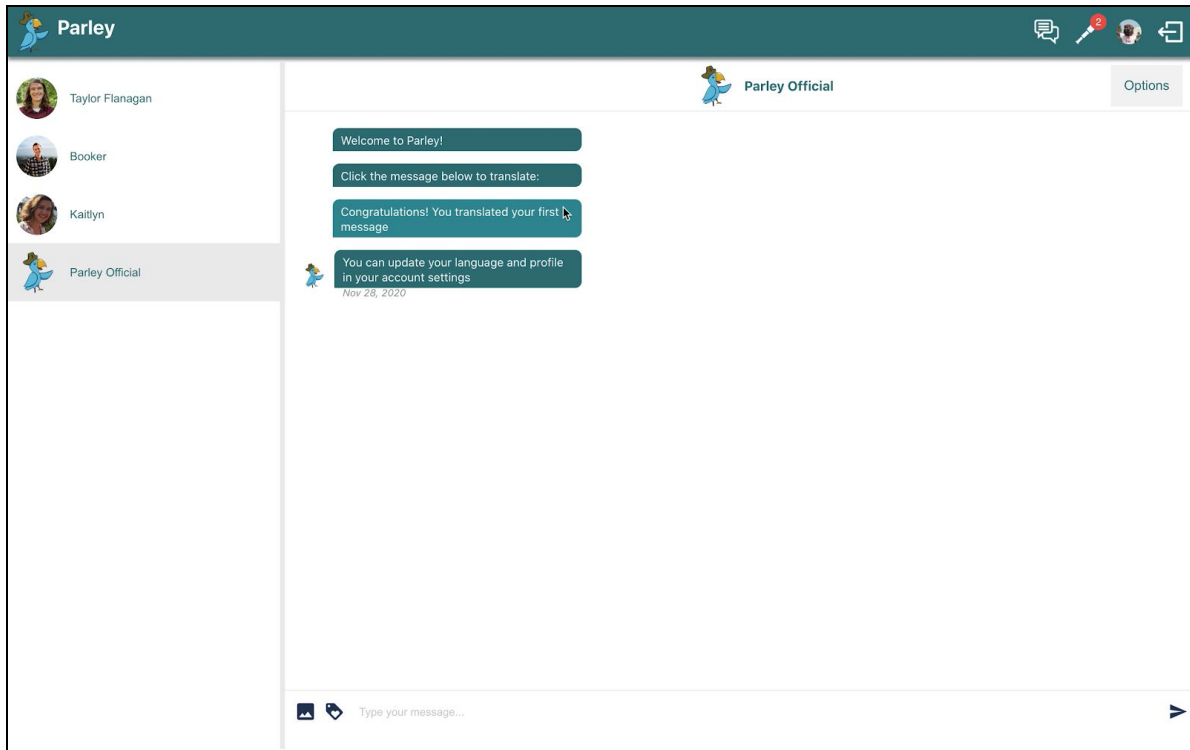 Parley
2
Taylor Flanagan
Booker
Kaitlyn
Parley Official
Parley Official
Options
Welcome to Parley!
Click the message below to translate:
Congratulations! You translated your first
message
You can update your language and profile
in your account settings
Nov 28, 2020
Type your message...